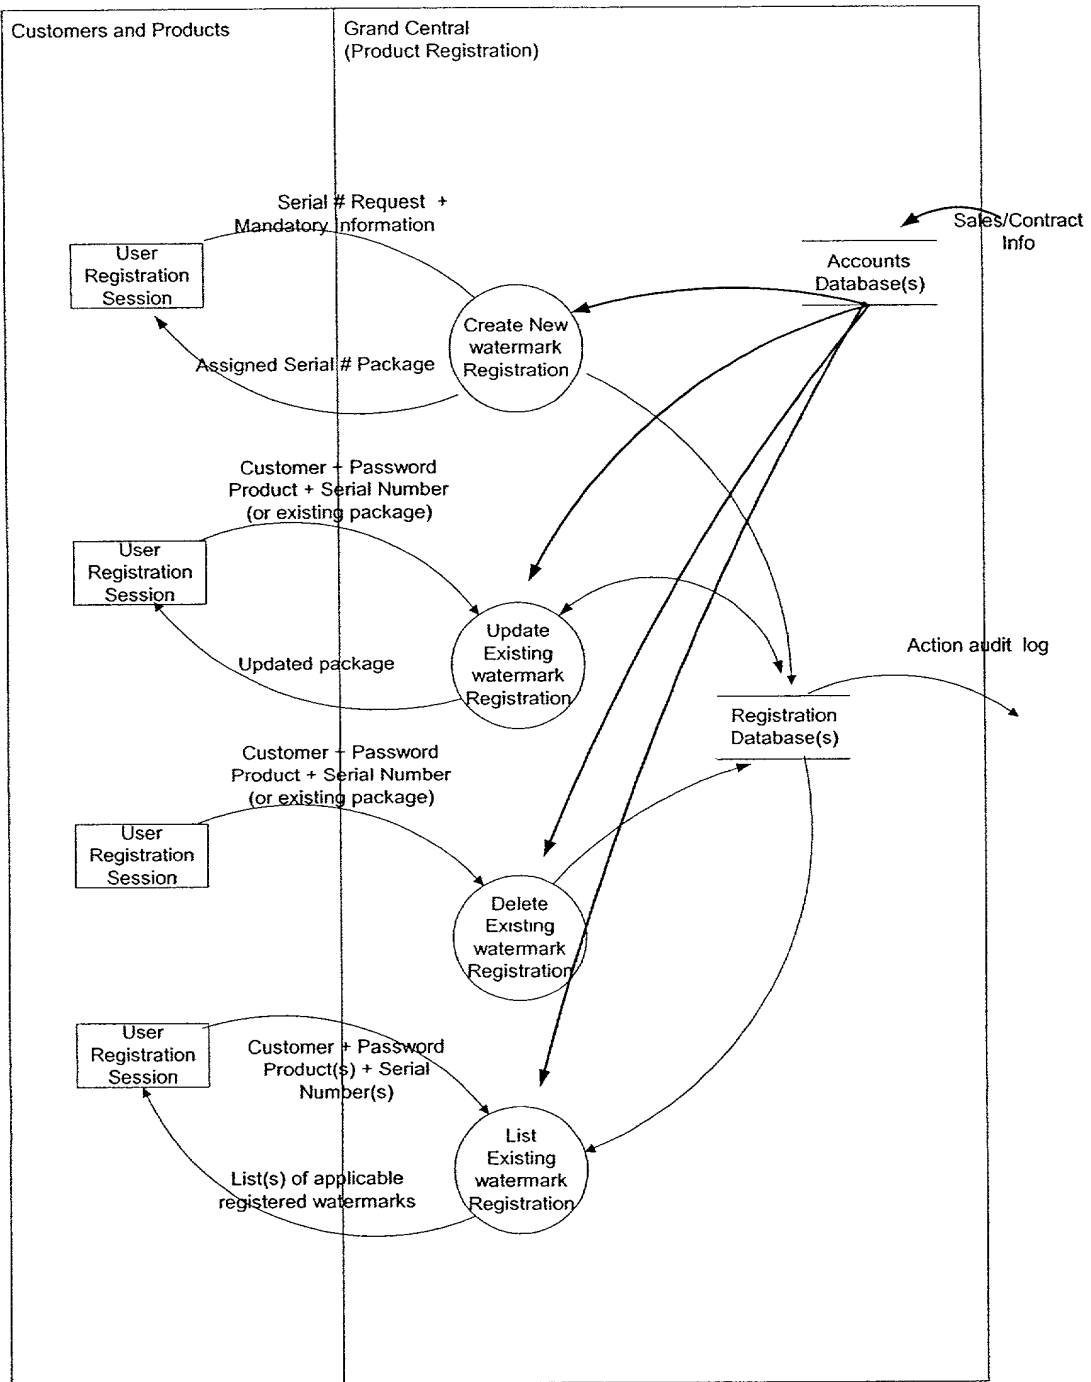 Customers and Products
Grand Central
(Product Registration)
Serial # Request +
Mandatory Information
Sales/Contract
Info
User
Registration
Session
Accounts
Database(s)
Create New
watermark
Registration
Assigned Serial # Package
Customer + Password
Product + Serial Number
(or existing package)
User
Registration
Session
Update
Existing
watermark
Registration
Updated package
Action audit log
Registration
Database(s)
Customer + Password
Product + Serial Number
(or existing package)
User
Registration
Session
Delete
Existing
watermark
Registration
User
Registration
Session
Customer + Password
Product(s) + Serial
Number(s)
List
Existing
watermark
Registration
List(s) of applicable
registered watermarks